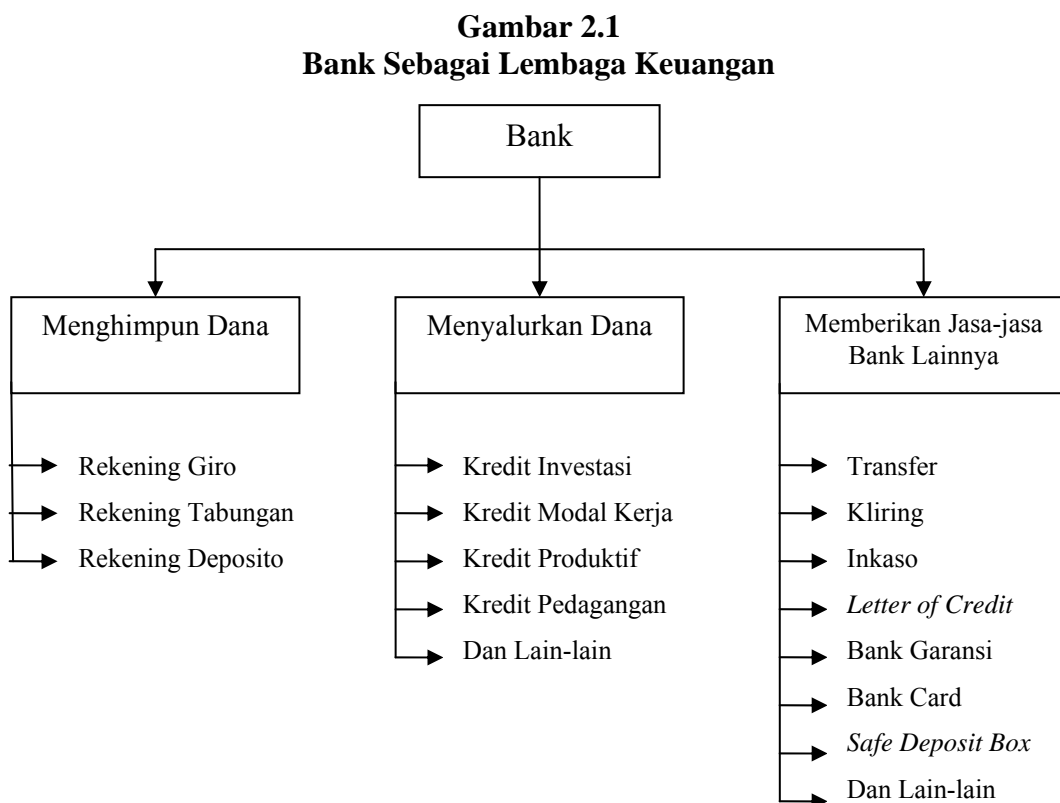 Gambar 2.1
Bank Sebagai Lembaga Keuangan
Bank
Menghimpun Dana
Rekening Giro
Rekening Tabungan
Rekening Deposito
Menyalurkan Dana
Kredit Investasi
Kredit Modal Kerja
Kredit Produktif
Kredit Pedagangan
Dan Lain-lain
Memberikan Jasa-jasa
Bank Lainnya
Transfer
Kliring
Inkaso
Letter of Credit
Bank Garansi
Bank Card
Safe Deposit Box
Dan Lain-lain